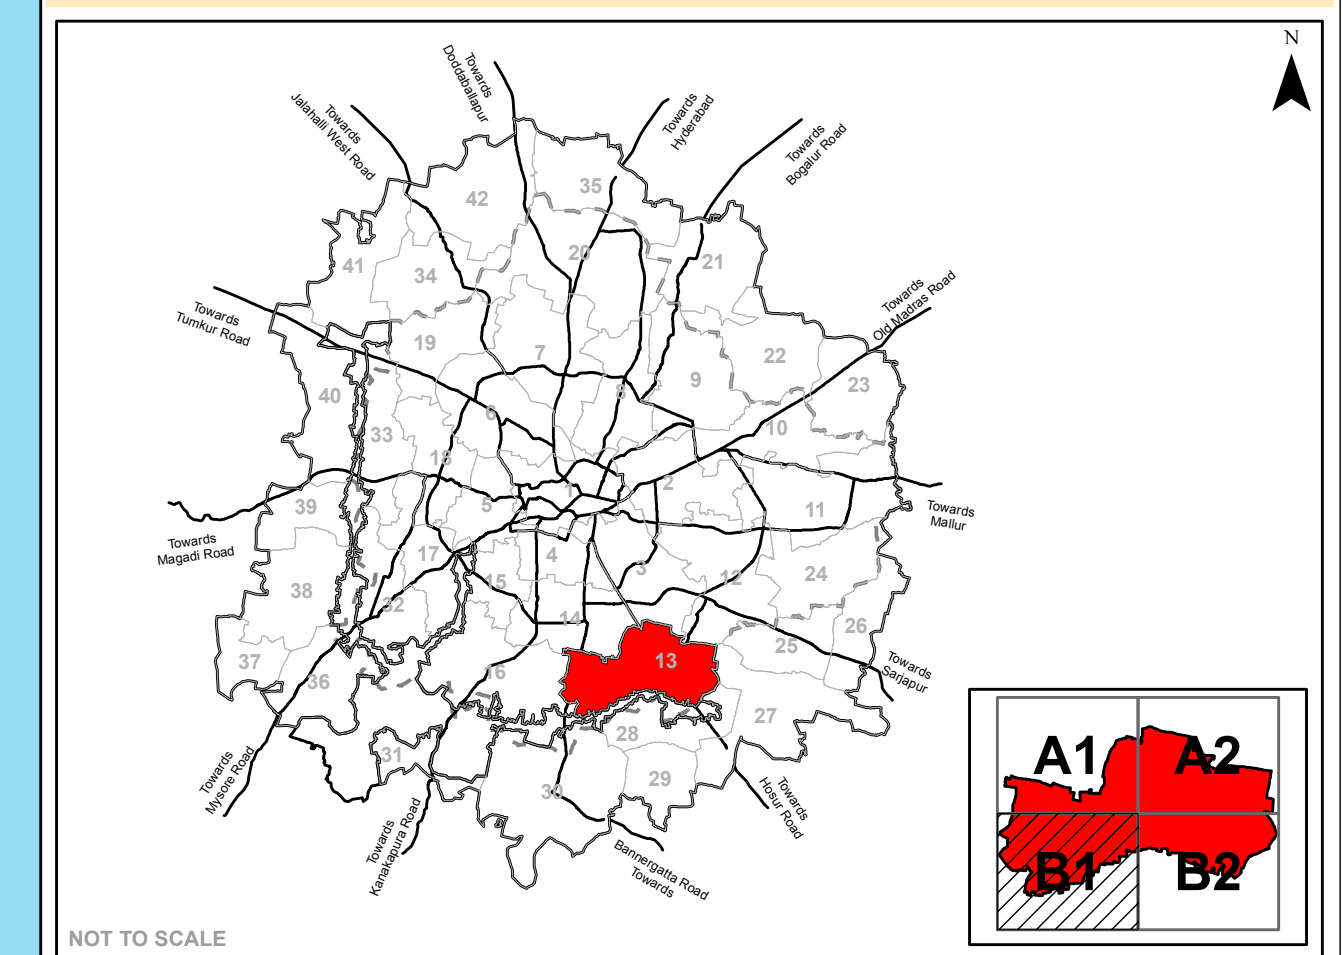 N
Towards
Doddaballapur
Towards
Hyderabad
Towards
Jalahalli West Road
Towards
Bogalur Road
42
35
20
21
41
34
Towards
Tumkur Road
Towards
Old Madras Road
19
7
22
9
23
40
8
6
33
10
18
39
5
1
2
11
Towards
Mallur
Towards
Magadi Road
17
4
3
15
12
24
38
32
14
26
25
13
37
16
36
Towards
Sarjapur
27
28
31
29
30
Towards
Mysore Road
Towards
Kanakapura Road
Towards
Hosur Road
Bannergatta Road
Towards
A1
A2
B1
B2
NOT TO SCALE